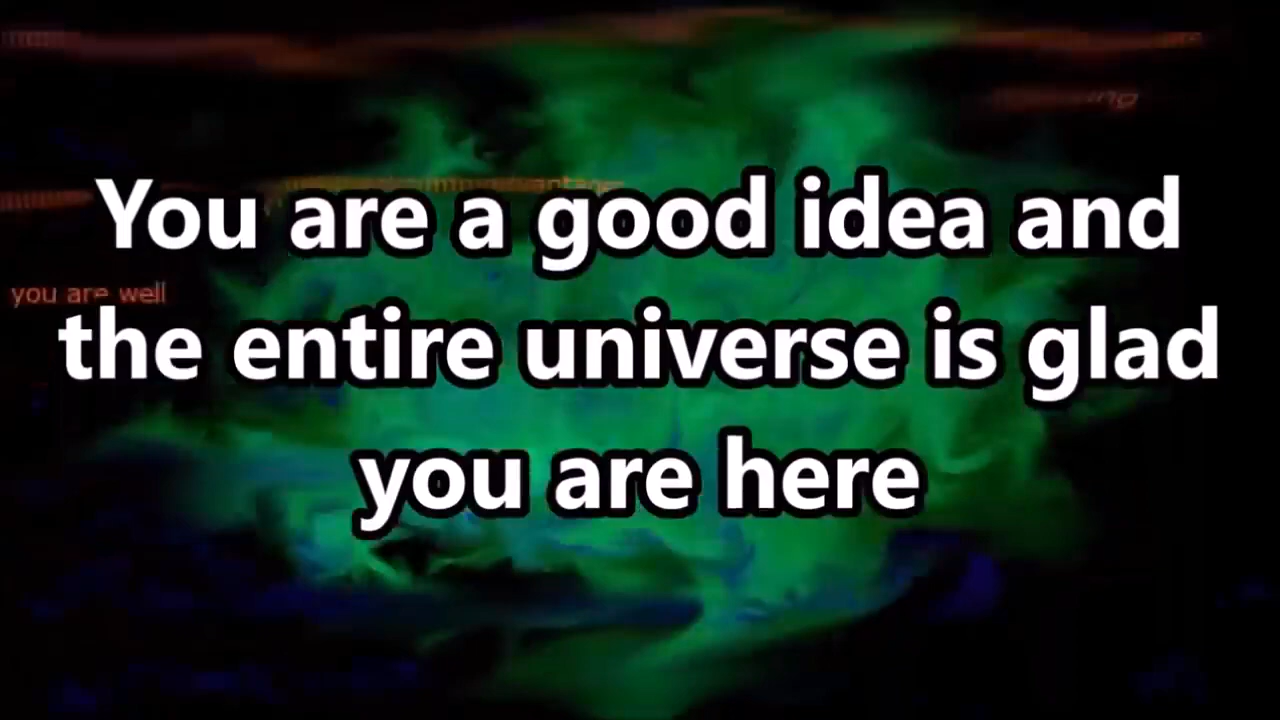 You are a good idea and
you are well
the entire universe is glad
you are here